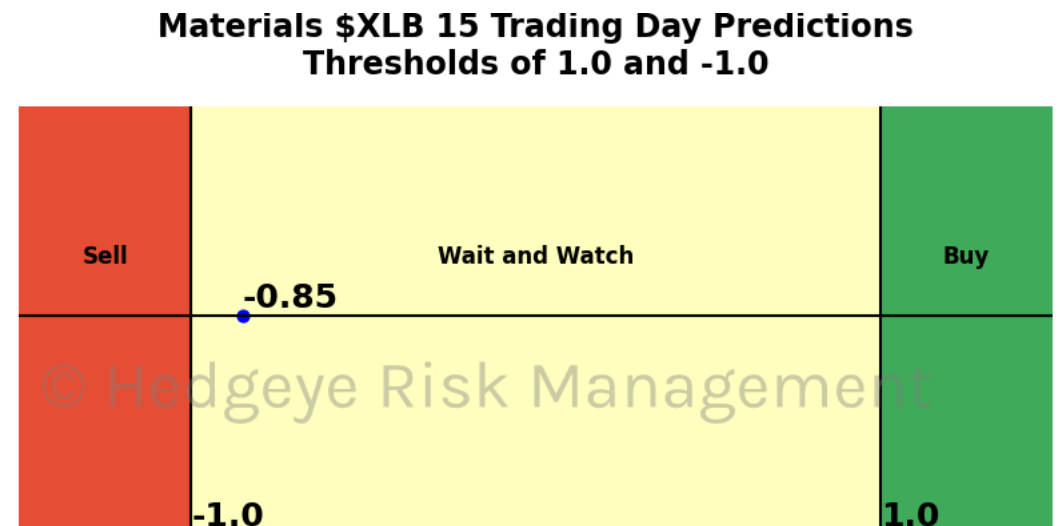 Materials $XLB 15 Trading Day Predictions
Thresholds of 1.0 and -1.0
Sell
Wait and Watch
Buy
-0.85
© Hedgeye Risk Management
-1.0
1.0